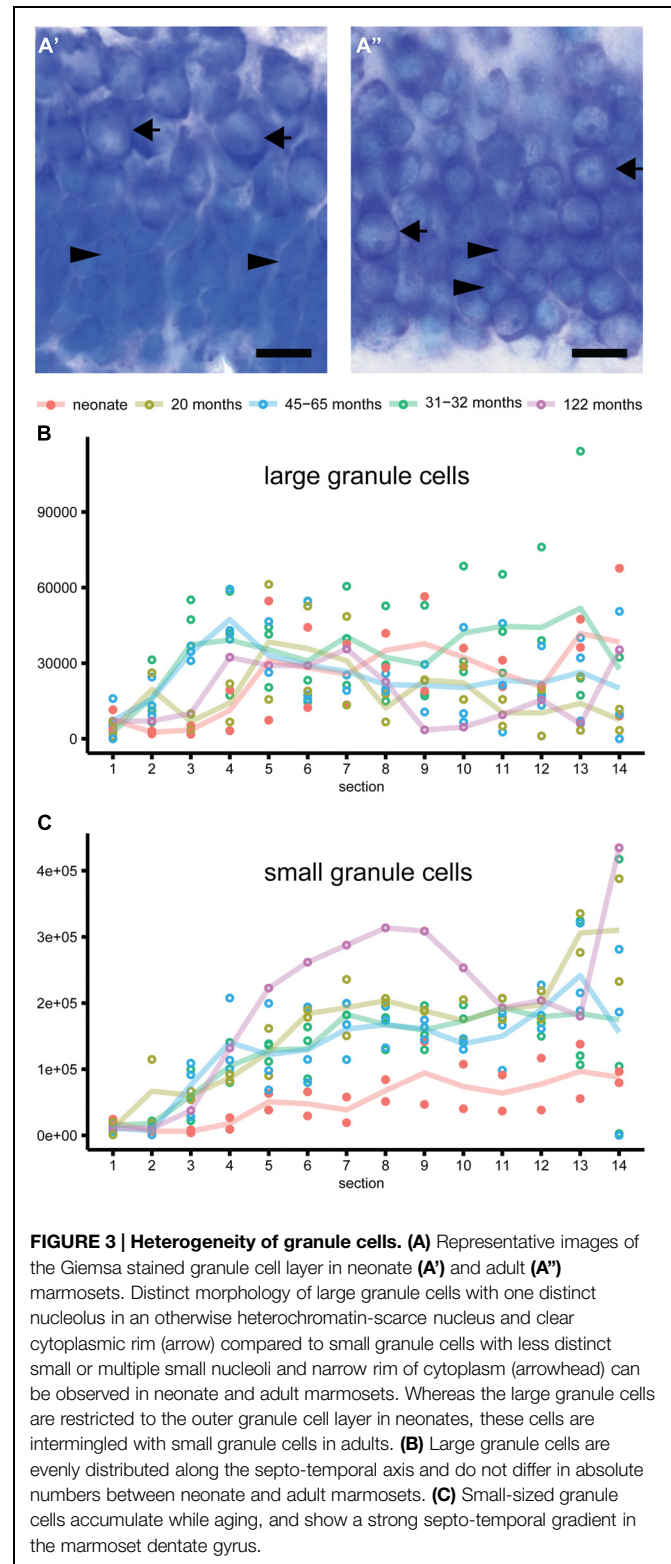 A' A''
neonate 20 months 45–65 months 31–32 months 122 months
B
large granule cells
90000
60000
30000
0
1 2 3 4 5 6 7 8 9 10 11 12 13 14
section
C
small granule cells
4e+05
3e+05
2e+05
1e+05
0e+00
1 2 3 4 5 6 7 8 9 10 11 12 13 14
section
FIGURE 3 | Heterogeneity of granule cells. (A) Representative images of
the Giemsa stained granule cell layer in neonate (A') and adult (A'')
marmosets. Distinct morphology of large granule cells with one distinct
nucleolus in an otherwise heterochromatin-scarce nucleus and clear
cytoplasmic rim (arrow) compared to small granule cells with less distinct
small or multiple small nucleoli and narrow rim of cytoplasm (arrowhead) can
be observed in neonate and adult marmosets. Whereas the large granule cells
are restricted to the outer granule cell layer in neonates, these cells are
intermingled with small granule cells in adults. (B) Large granule cells are
evenly distributed along the septo-temporal axis and do not differ in absolute
numbers between neonate and adult marmosets. (C) Small-sized granule
cells accumulate while aging, and show a strong septo-temporal gradient in
the marmoset dentate gyrus.